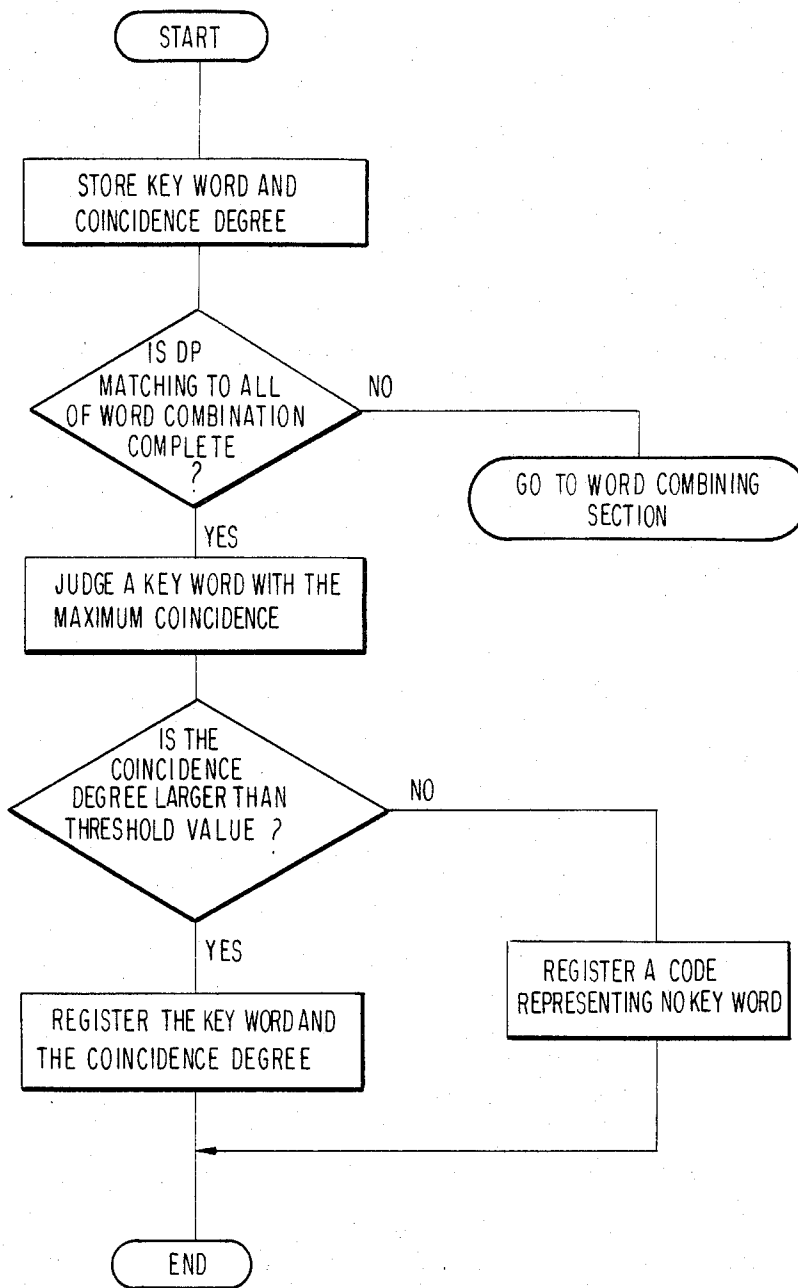 START
STORE KEY WORD AND
COINCIDENCE DEGREE
IS DP
MATCHING TO ALL
OF WORD COMBINATION
COMPLETE
?
NO
GO TO WORD COMBINING
SECTION
YES
JUDGE A KEY WORD WITH THE
MAXIMUM COINCIDENCE
IS THE
COINCIDENCE
DEGREE LARGER THAN
THRESHOLD VALUE ?
NO
YES
REGISTER A CODE
REPRESENTING NO KEY WORD
REGISTER THE KEY WORD AND
THE COINCIDENCE DEGREE
END